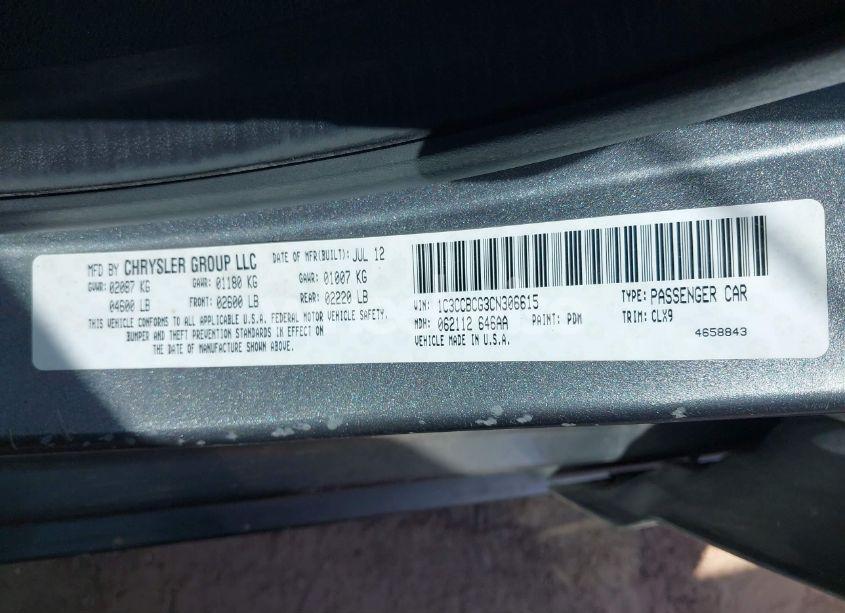 MFD BY CHRYSLER GROUP LLC DATE OF MFR(BUILT): JUL 12
GVWR: 02087 KG GAWR: 01180 KG GAWR: 01007 KG
04600 LB FRONT: 02600 LB REAR: 02220 LB
THIS VEHICLE CONFORMS TO ALL APPLICABLE U.S.A. FEDERAL MOTOR VEHICLE SAFETY,
BUMPER AND THEFT PREVENTION STANDARDS IN EFFECT ON
THE DATE OF MANUFACTURE SHOWN ABOVE.
VIN: 1C3CCBCG3CN306615 TYPE: PASSENGER CAR
MDH: 062112 646AA PAINT: PDM TRIM: CLX9
VEHICLE MADE IN U.S.A. 4658843